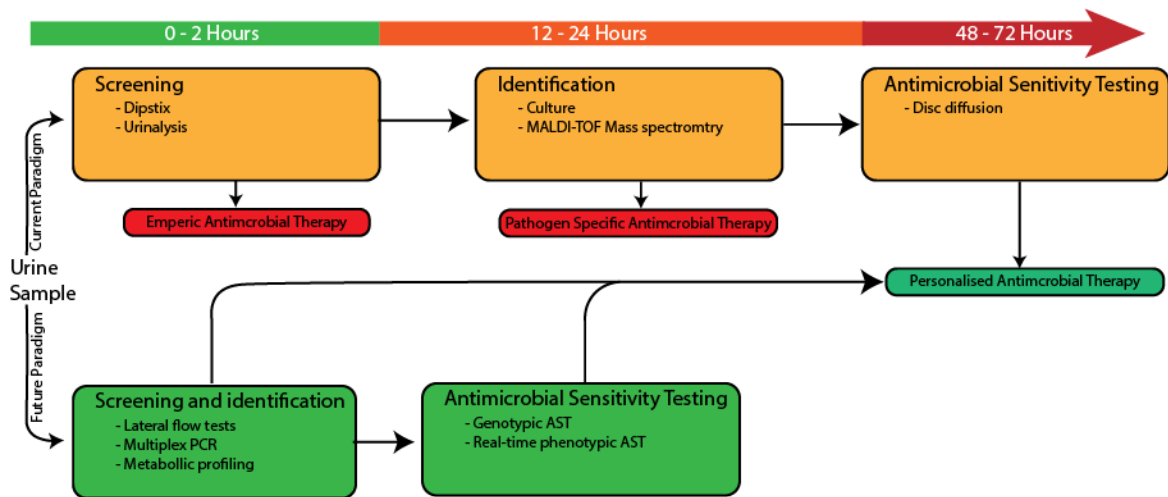 0 - 2 Hours
12 - 24 Hours
48 - 72 Hours
Screening
- Dipstix
- Urinalysis
Identification
- Culture
- MALDI-TOF Mass spectromtry
Antimicrobial Senitivity Testing
- Disc diffusion
Current Paradigm
Emperic Antimcrobial Therapy
Pathogen Specific Antimcrobial Therapy
Urine
Sample
Personalised Antimcrobial Therapy
Future Paradigm
Screening and identification
- Lateral flow tests
- Multiplex PCR
- Metabollic profiling
Antimicrobial Sensitivity Testing
- Genotypic AST
- Real-time phenotypic AST